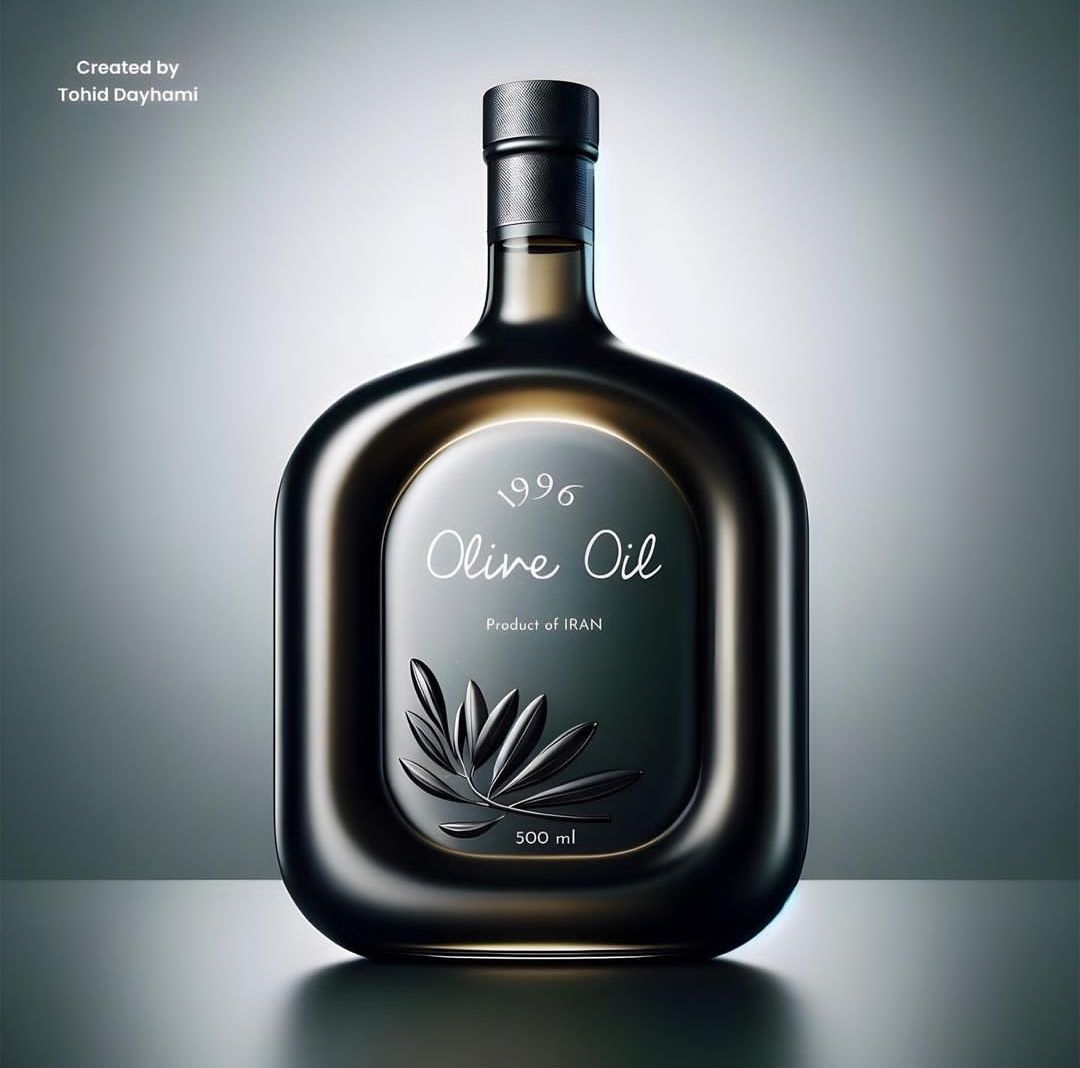 Created by
Tohid Dayhami
1996
Olive Oil
Product of IRAN
500 ml